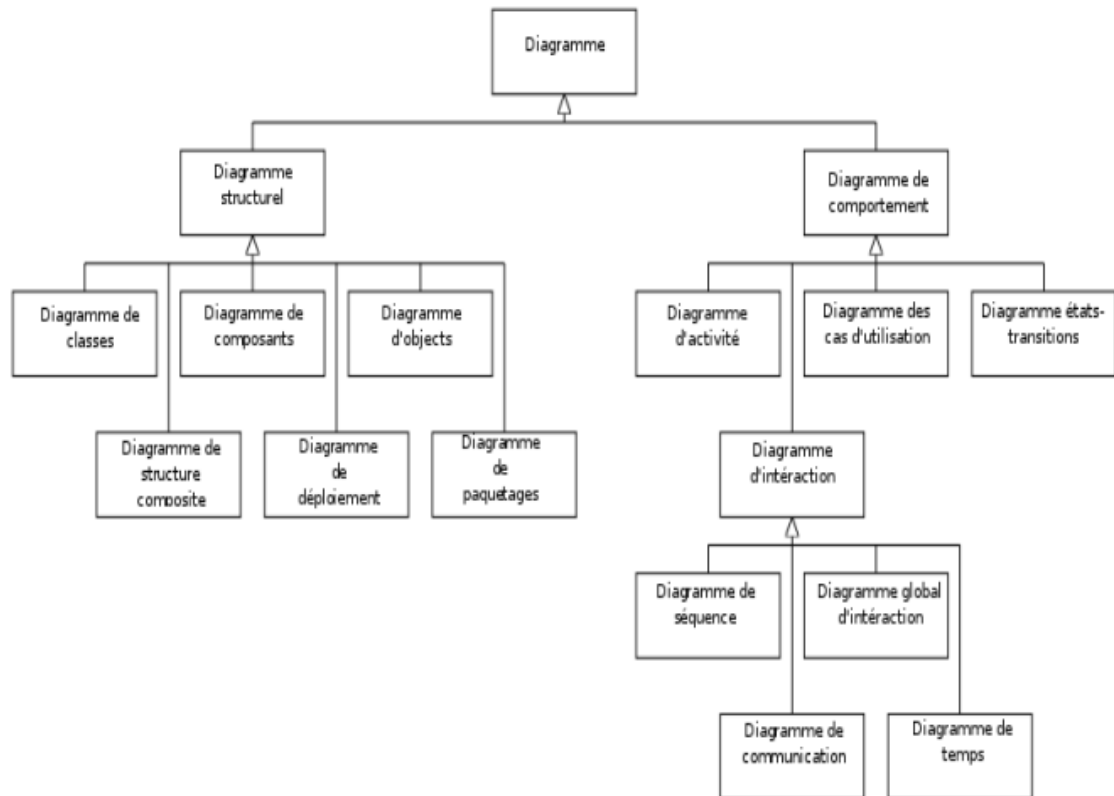 Diagramme
Diagramme
structurel
Diagramme de
comportement
Diagramme de
classes
Diagramme de
composants
Diagramme
d'objects
Diagramme
d'activité
Diagramme des
cas d'utilisation
Diagramme états-
transitions
Diagramme de
structure
composite
Diagramme
de
déploiement
Diagramme
de
paquetages
Diagramme
d'intéraction
Diagramme de
séquence
Diagramme global
d'intéraction
Diagramme de
communication
Diagramme de
temps